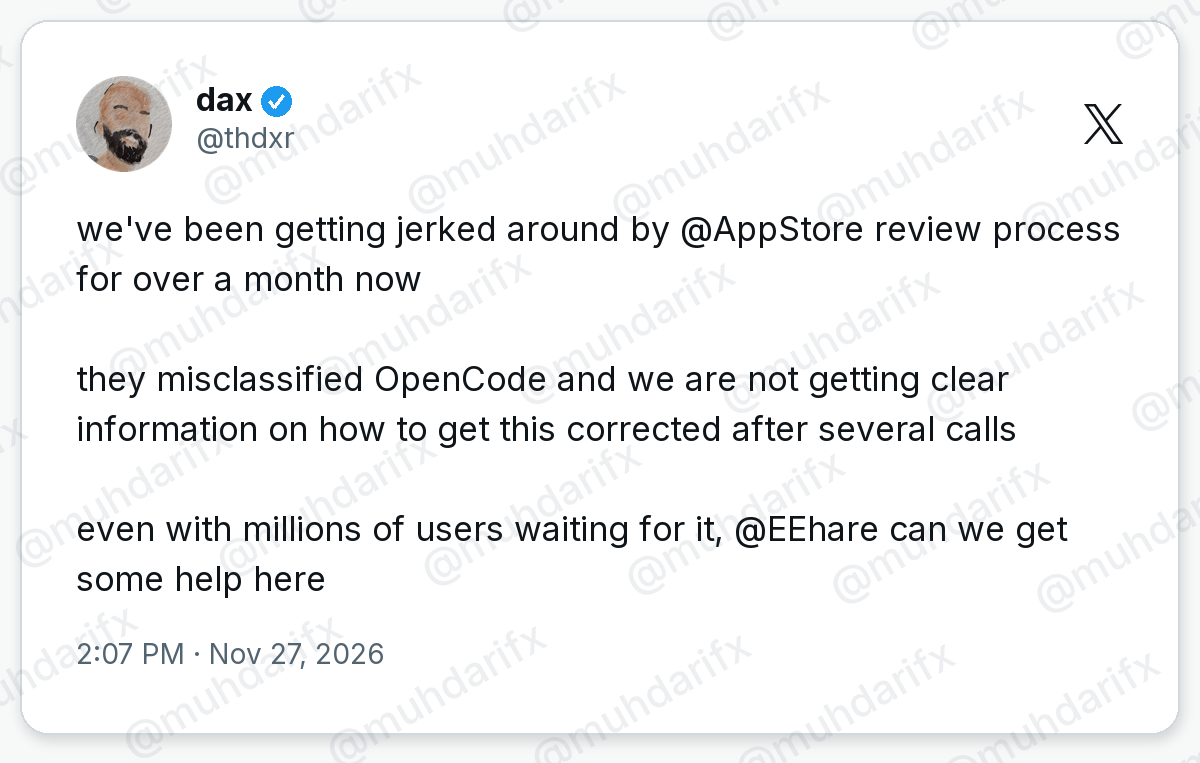 dax
@thdxr
we've been getting jerked around by @AppStore review process
for over a month now
they misclassified OpenCode and we are not getting clear
information on how to get this corrected after several calls
even with millions of users waiting for it, @EEhare can we get
some help here
2:07 PM · Nov 27, 2026
@muhdarifx